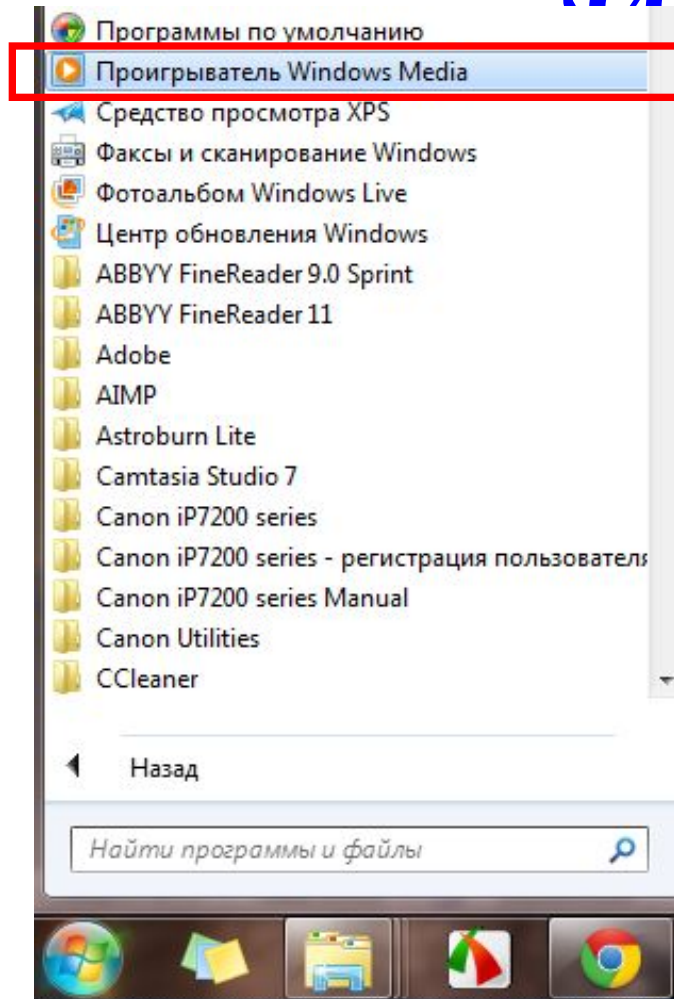 Программы по умолчанию
Проигрыватель Windows Media
Средство просмотра XPS
Факсы и сканирование Windows
Фотоальбом Windows Live
Центр обновления Windows
ABBYY FineReader 9.0 Sprint
ABBYY FineReader 11
Adobe
AIMP
Astroburn Lite
Camtasia Studio 7
Canon iP7200 series
Canon iP7200 series - регистрация пользователя
Canon iP7200 series Manual
Canon Utilities
CCleaner
Назад
Найти программы и файлы